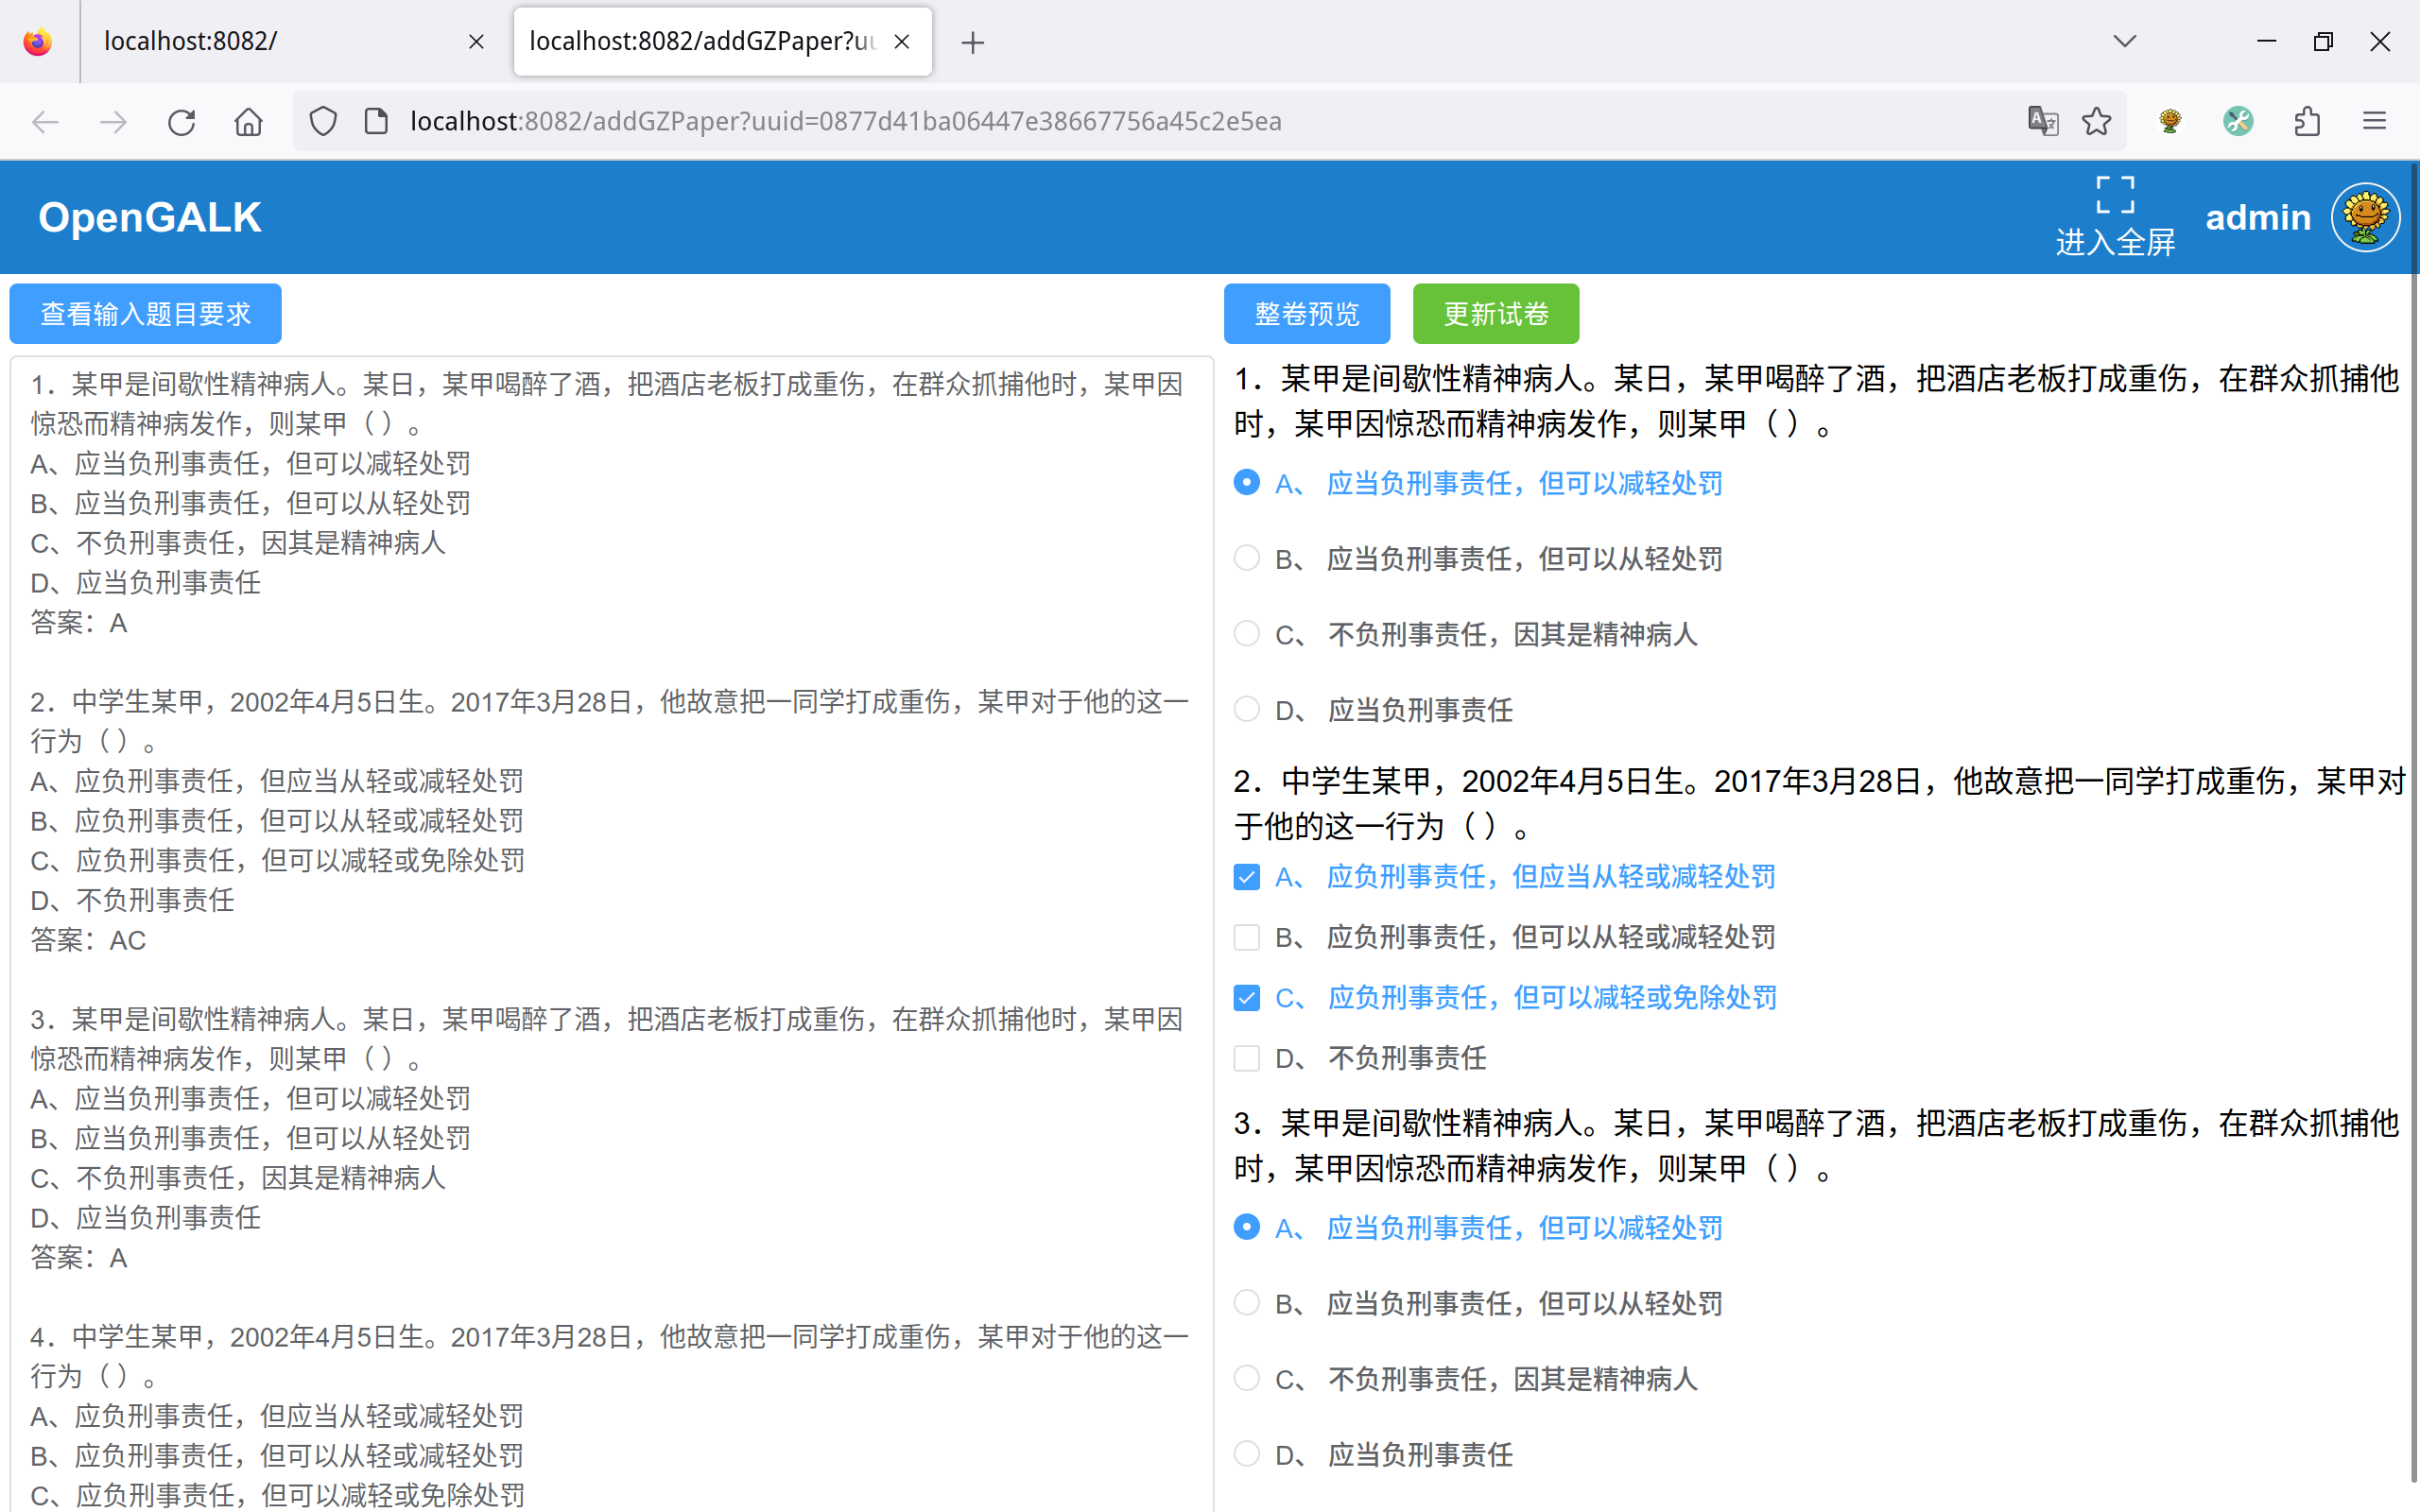 localhost:8082/
localhost:8082/addGZPaper?uu
localhost:8082/addGZPaper?uuid=0877d41ba06447e38667756a45c2e5ea
OpenGALK
进入全屏
admin
查看输入题目要求
整卷预览
更新试卷
1．某甲是间歇性精神病人。某日，某甲喝醉了酒，把酒店老板打成重伤，在群众抓捕他时，某甲因
惊恐而精神病发作，则某甲（ ）。
A、应当负刑事责任，但可以减轻处罚
B、应当负刑事责任，但可以从轻处罚
C、不负刑事责任，因其是精神病人
D、应当负刑事责任
答案：A
2．中学生某甲，2002年4月5日生。2017年3月28日，他故意把一同学打成重伤，某甲对于他的这一
行为（ ）。
A、应负刑事责任，但应当从轻或减轻处罚
B、应负刑事责任，但可以从轻或减轻处罚
C、应负刑事责任，但可以减轻或免除处罚
D、不负刑事责任
答案：AC
3．某甲是间歇性精神病人。某日，某甲喝醉了酒，把酒店老板打成重伤，在群众抓捕他时，某甲因
惊恐而精神病发作，则某甲（ ）。
A、应当负刑事责任，但可以减轻处罚
B、应当负刑事责任，但可以从轻处罚
C、不负刑事责任，因其是精神病人
D、应当负刑事责任
答案：A
4．中学生某甲，2002年4月5日生。2017年3月28日，他故意把一同学打成重伤，某甲对于他的这一
行为（ ）。
A、应负刑事责任，但应当从轻或减轻处罚
B、应负刑事责任，但可以从轻或减轻处罚
C、应负刑事责任，但可以减轻或免除处罚
1．某甲是间歇性精神病人。某日，某甲喝醉了酒，把酒店老板打成重伤，在群众抓捕他
时，某甲因惊恐而精神病发作，则某甲（ ）。
A、 应当负刑事责任，但可以减轻处罚
B、 应当负刑事责任，但可以从轻处罚
C、 不负刑事责任，因其是精神病人
D、 应当负刑事责任
2．中学生某甲，2002年4月5日生。2017年3月28日，他故意把一同学打成重伤，某甲对
于他的这一行为（ ）。
A、 应负刑事责任，但应当从轻或减轻处罚
B、 应负刑事责任，但可以从轻或减轻处罚
C、 应负刑事责任，但可以减轻或免除处罚
D、 不负刑事责任
3．某甲是间歇性精神病人。某日，某甲喝醉了酒，把酒店老板打成重伤，在群众抓捕他
时，某甲因惊恐而精神病发作，则某甲（ ）。
A、 应当负刑事责任，但可以减轻处罚
B、 应当负刑事责任，但可以从轻处罚
C、 不负刑事责任，因其是精神病人
D、 应当负刑事责任